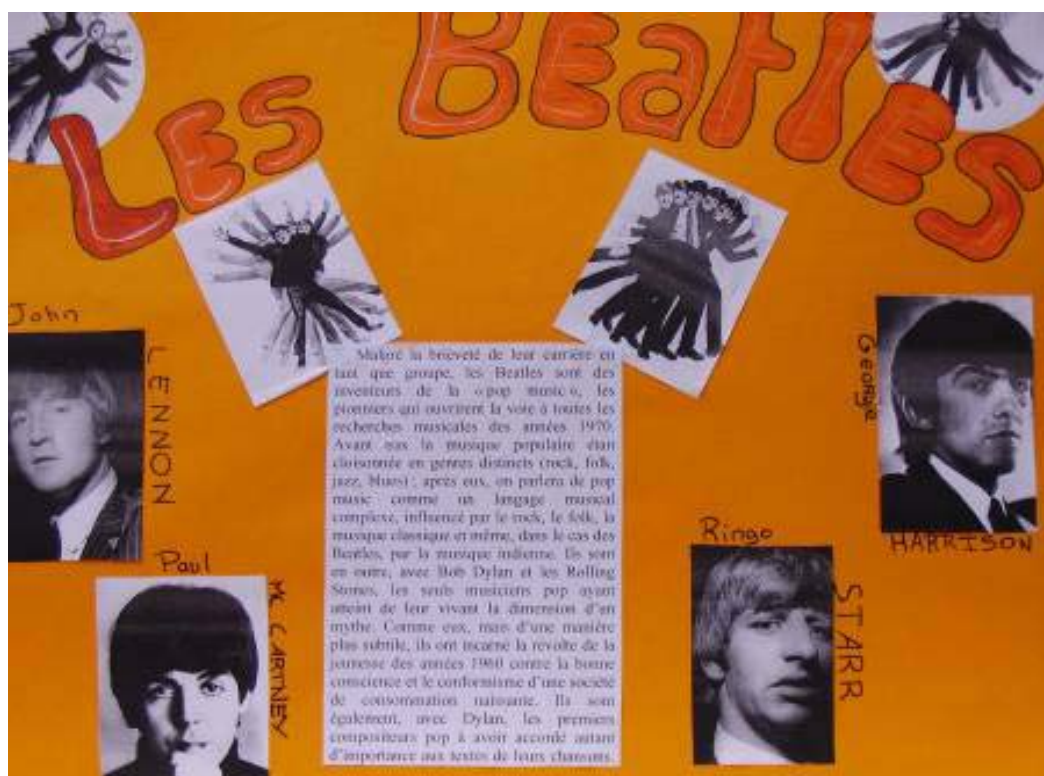 LES BEatlES
John
LENNON
Paul
Mc CARTNEY
Malgré la brièveté de leur carrière en
tant que groupe, les Beatles sont des
inventeurs de la «pop music», les
pionniers qui ouvrirent la voie à toutes les
recherches musicales des années 1970.
Avant eux la musique populaire était
cloisonnée en genres distincts (rock, folk,
jazz, blues) ; après eux, on parlera de pop
music comme un langage musical
complexe, influencé par le rock, le folk, la
musique classique et même, dans le cas des
Beatles, par la musique indienne. Ils sont
en outre, avec Bob Dylan et les Rolling
Stones, les seuls musiciens pop ayant
atteint de leur vivant la dimension d'un
mythe. Comme eux, mais d'une manière
plus subtile, ils ont incarné la révolte de la
jeunesse des années 1960 contre la bonne
conscience et le conformisme d'une société
de consommation naissante. Ils sont
également, avec Dylan, les premiers
compositeurs pop à avoir accordé autant
d'importance aux textes de leurs chansons.
Ringo
STARR
George
HARRISON